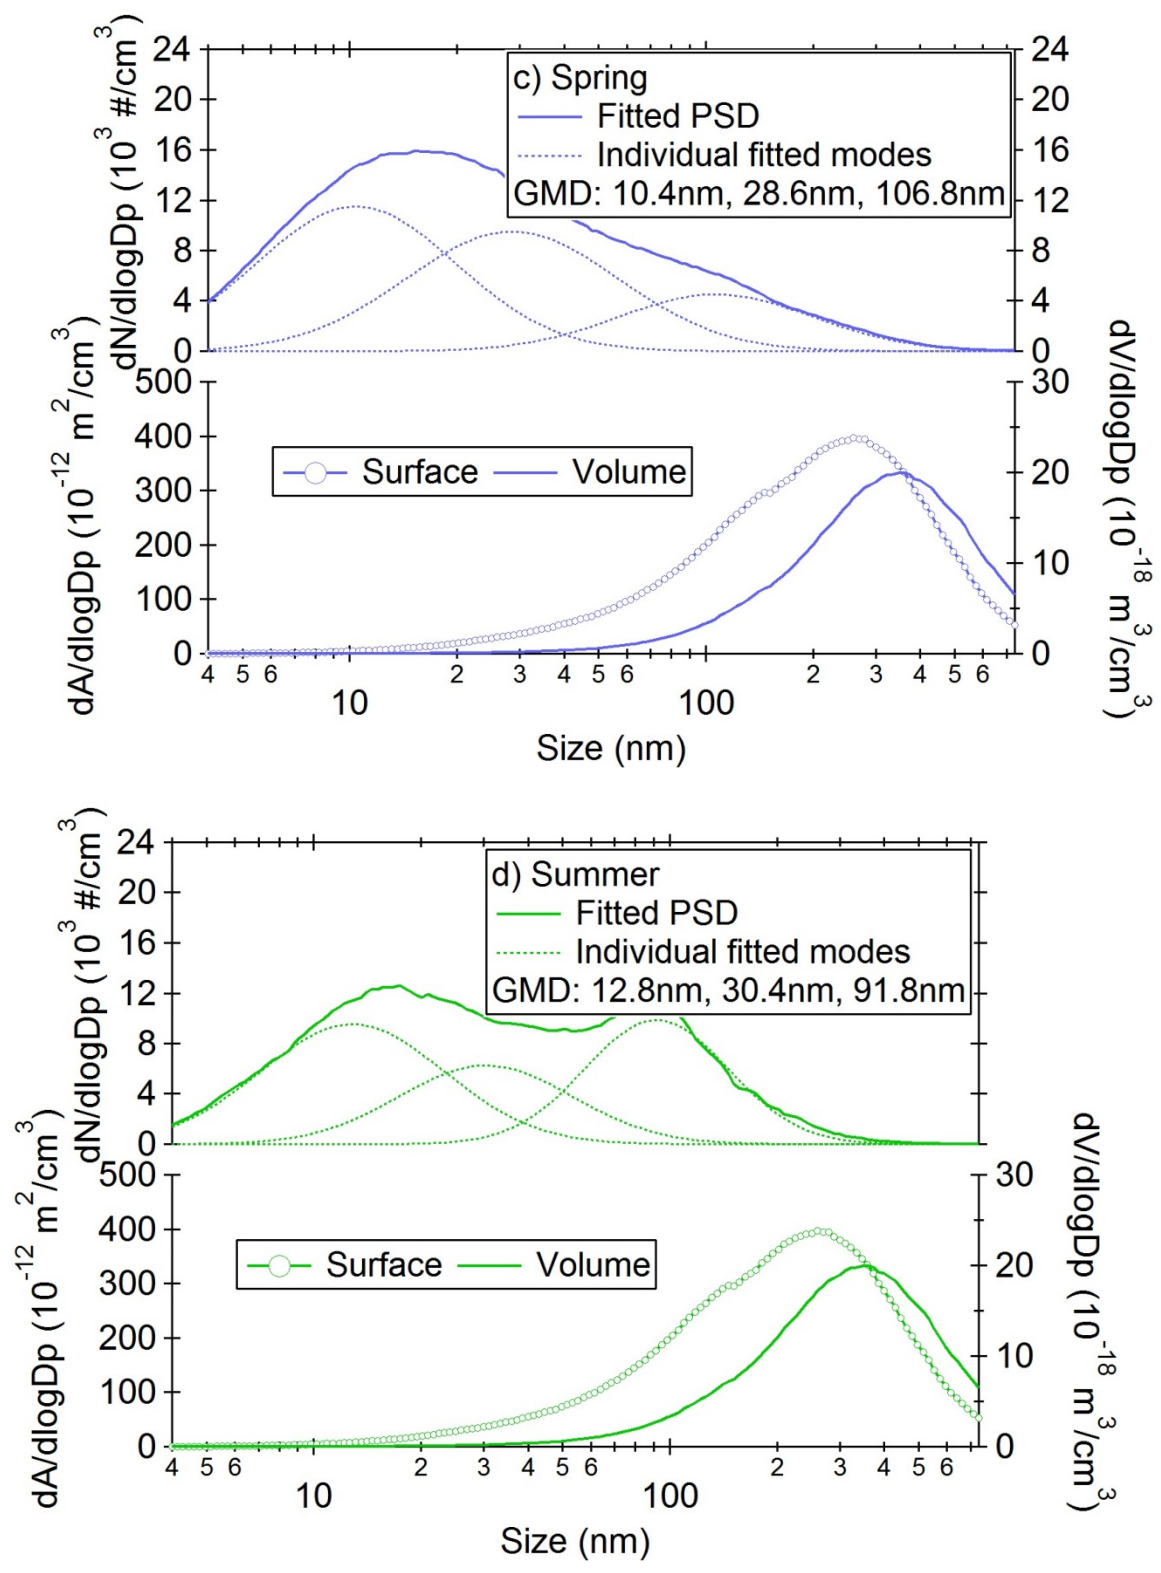 24
20
16
12
8
4
0
dN/dlogDp (10^3 #/cm^3)
c) Spring
Fitted PSD
Individual fitted modes
GMD: 10.4nm, 28.6nm, 106.8nm
24
20
16
12
8
4
0
500
400
300
200
100
0
dA/dlogDp (10^-12 m^2/cm^3)
Surface Volume
30
20
10
0
dV/dlogDp (10^-18 m^3/cm^3)
4 5 6 2 3 4 5 6 2 3 4 5 6
10 100
Size (nm)
24
20
16
12
8
4
0
dN/dlogDp (10^3 #/cm^3)
d) Summer
Fitted PSD
Individual fitted modes
GMD: 12.8nm, 30.4nm, 91.8nm
500
400
300
200
100
0
dA/dlogDp (10^-12 m^2/cm^3)
Surface Volume
30
20
10
0
dV/dlogDp (10^-18 m^3/cm^3)
4 5 6 2 3 4 5 6 2 3 4 5 6
10 100
Size (nm)